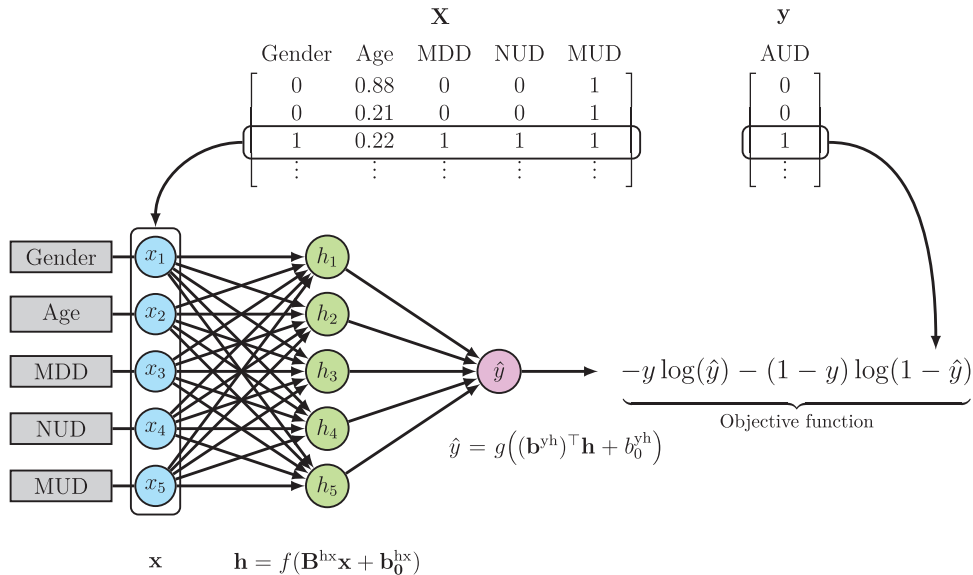 X y
Gender Age MDD NUD MUD AUD
0 0.88 0 0 1 0
0 0.21 0 0 1 0
1 0.22 1 1 1 1
⋮ ⋮ ⋮ ⋮ ⋮ ⋮
Gender x₁ h₁
Age x₂ h₂
MDD x₃ h₃ ŷ −y log(ŷ) − (1 − y) log(1 − ŷ)
Objective function
NUD x₄ h₄
ŷ = g((b^yh)^⊤ h + b₀^yh)
MUD x₅ h₅
x h = f(B^hx x + b₀^hx)